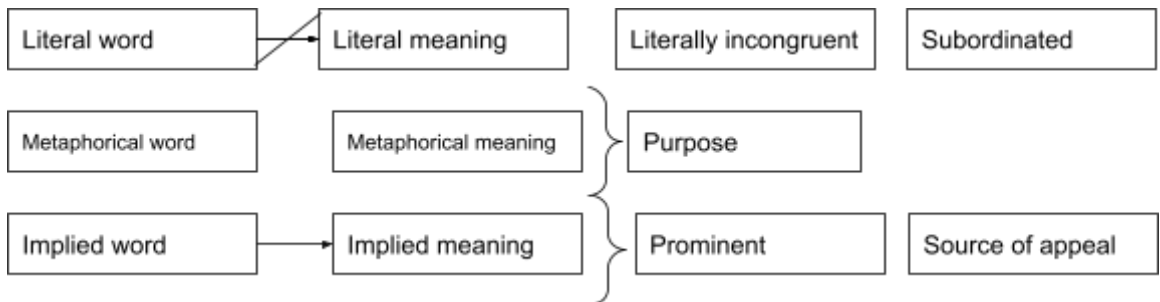 Literal word
Literal meaning
Literally incongruent
Subordinated
Metaphorical word
Metaphorical meaning
Purpose
Implied word
Implied meaning
Prominent
Source of appeal